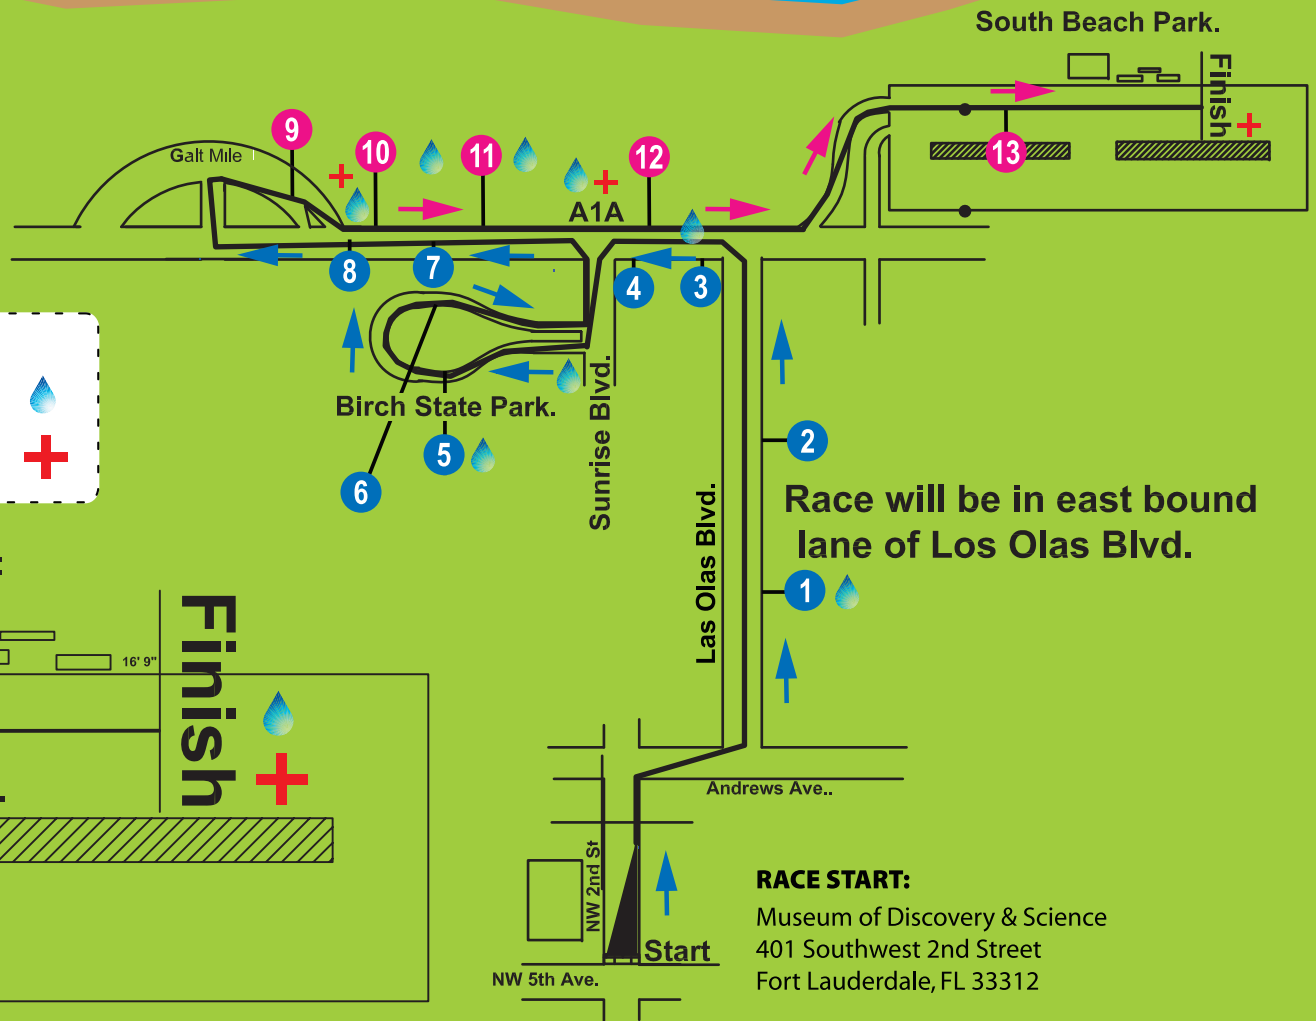 South Beach Park.
Finish
13
9
Galt Mile
10
11
12
A1A
8
7
4
3
Birch State Park.
Sunrise Blvd.
5
6
2
Race will be in east bound
lane of Los Olas Blvd.
Las Olas Blvd.
1
:
Finish
16' 9"
.
Andrews Ave..
NW 2nd St
Start
NW 5th Ave.
RACE START:
Museum of Discovery & Science
401 Southwest 2nd Street
Fort Lauderdale, FL 33312